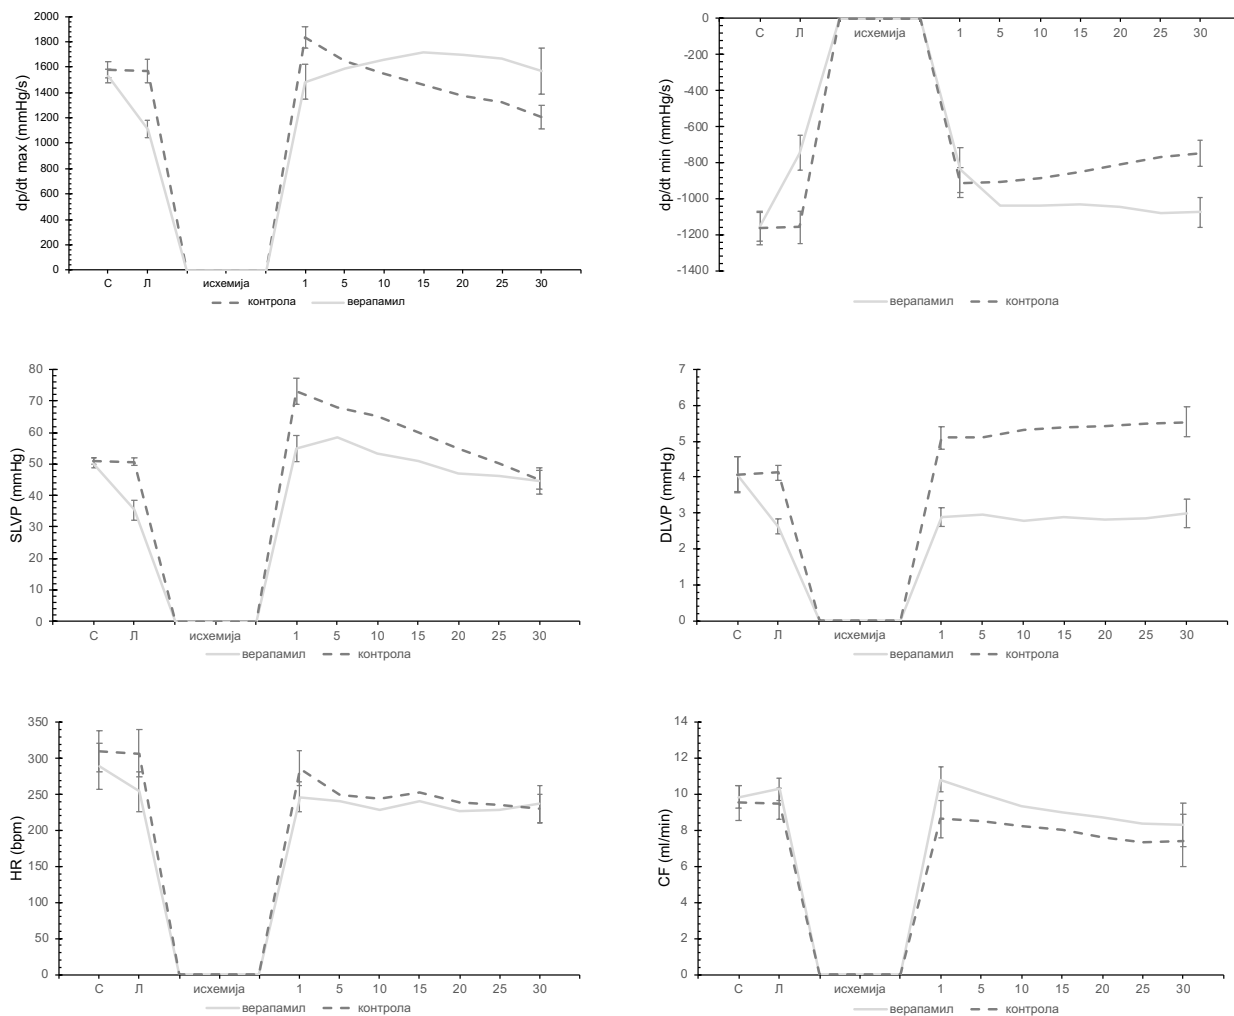 dp/dt max (mmHg/s)
2000
1800
1600
1400
1200
1000
800
600
400
200
0
С Л исхемија 1 5 10 15 20 25 30
контрола верапамил
dp/dt min (mmHg/s)
0
-200
-400
-600
-800
-1000
-1200
-1400
С Л исхемија 1 5 10 15 20 25 30
верапамил контрола
SLVP (mmHg)
80
70
60
50
40
30
20
10
0
С Л исхемија 1 5 10 15 20 25 30
верапамил контрола
DLVP (mmHg)
7
6
5
4
3
2
1
0
С Л исхемија 1 5 10 15 20 25 30
верапамил контрола
HR (bpm)
350
300
250
200
150
100
50
0
С Л исхемија 1 5 10 15 20 25 30
верапамил контрола
CF (ml/min)
14
12
10
8
6
4
2
0
С Л исхемија 1 5 10 15 20 25 30
верапамил контрола